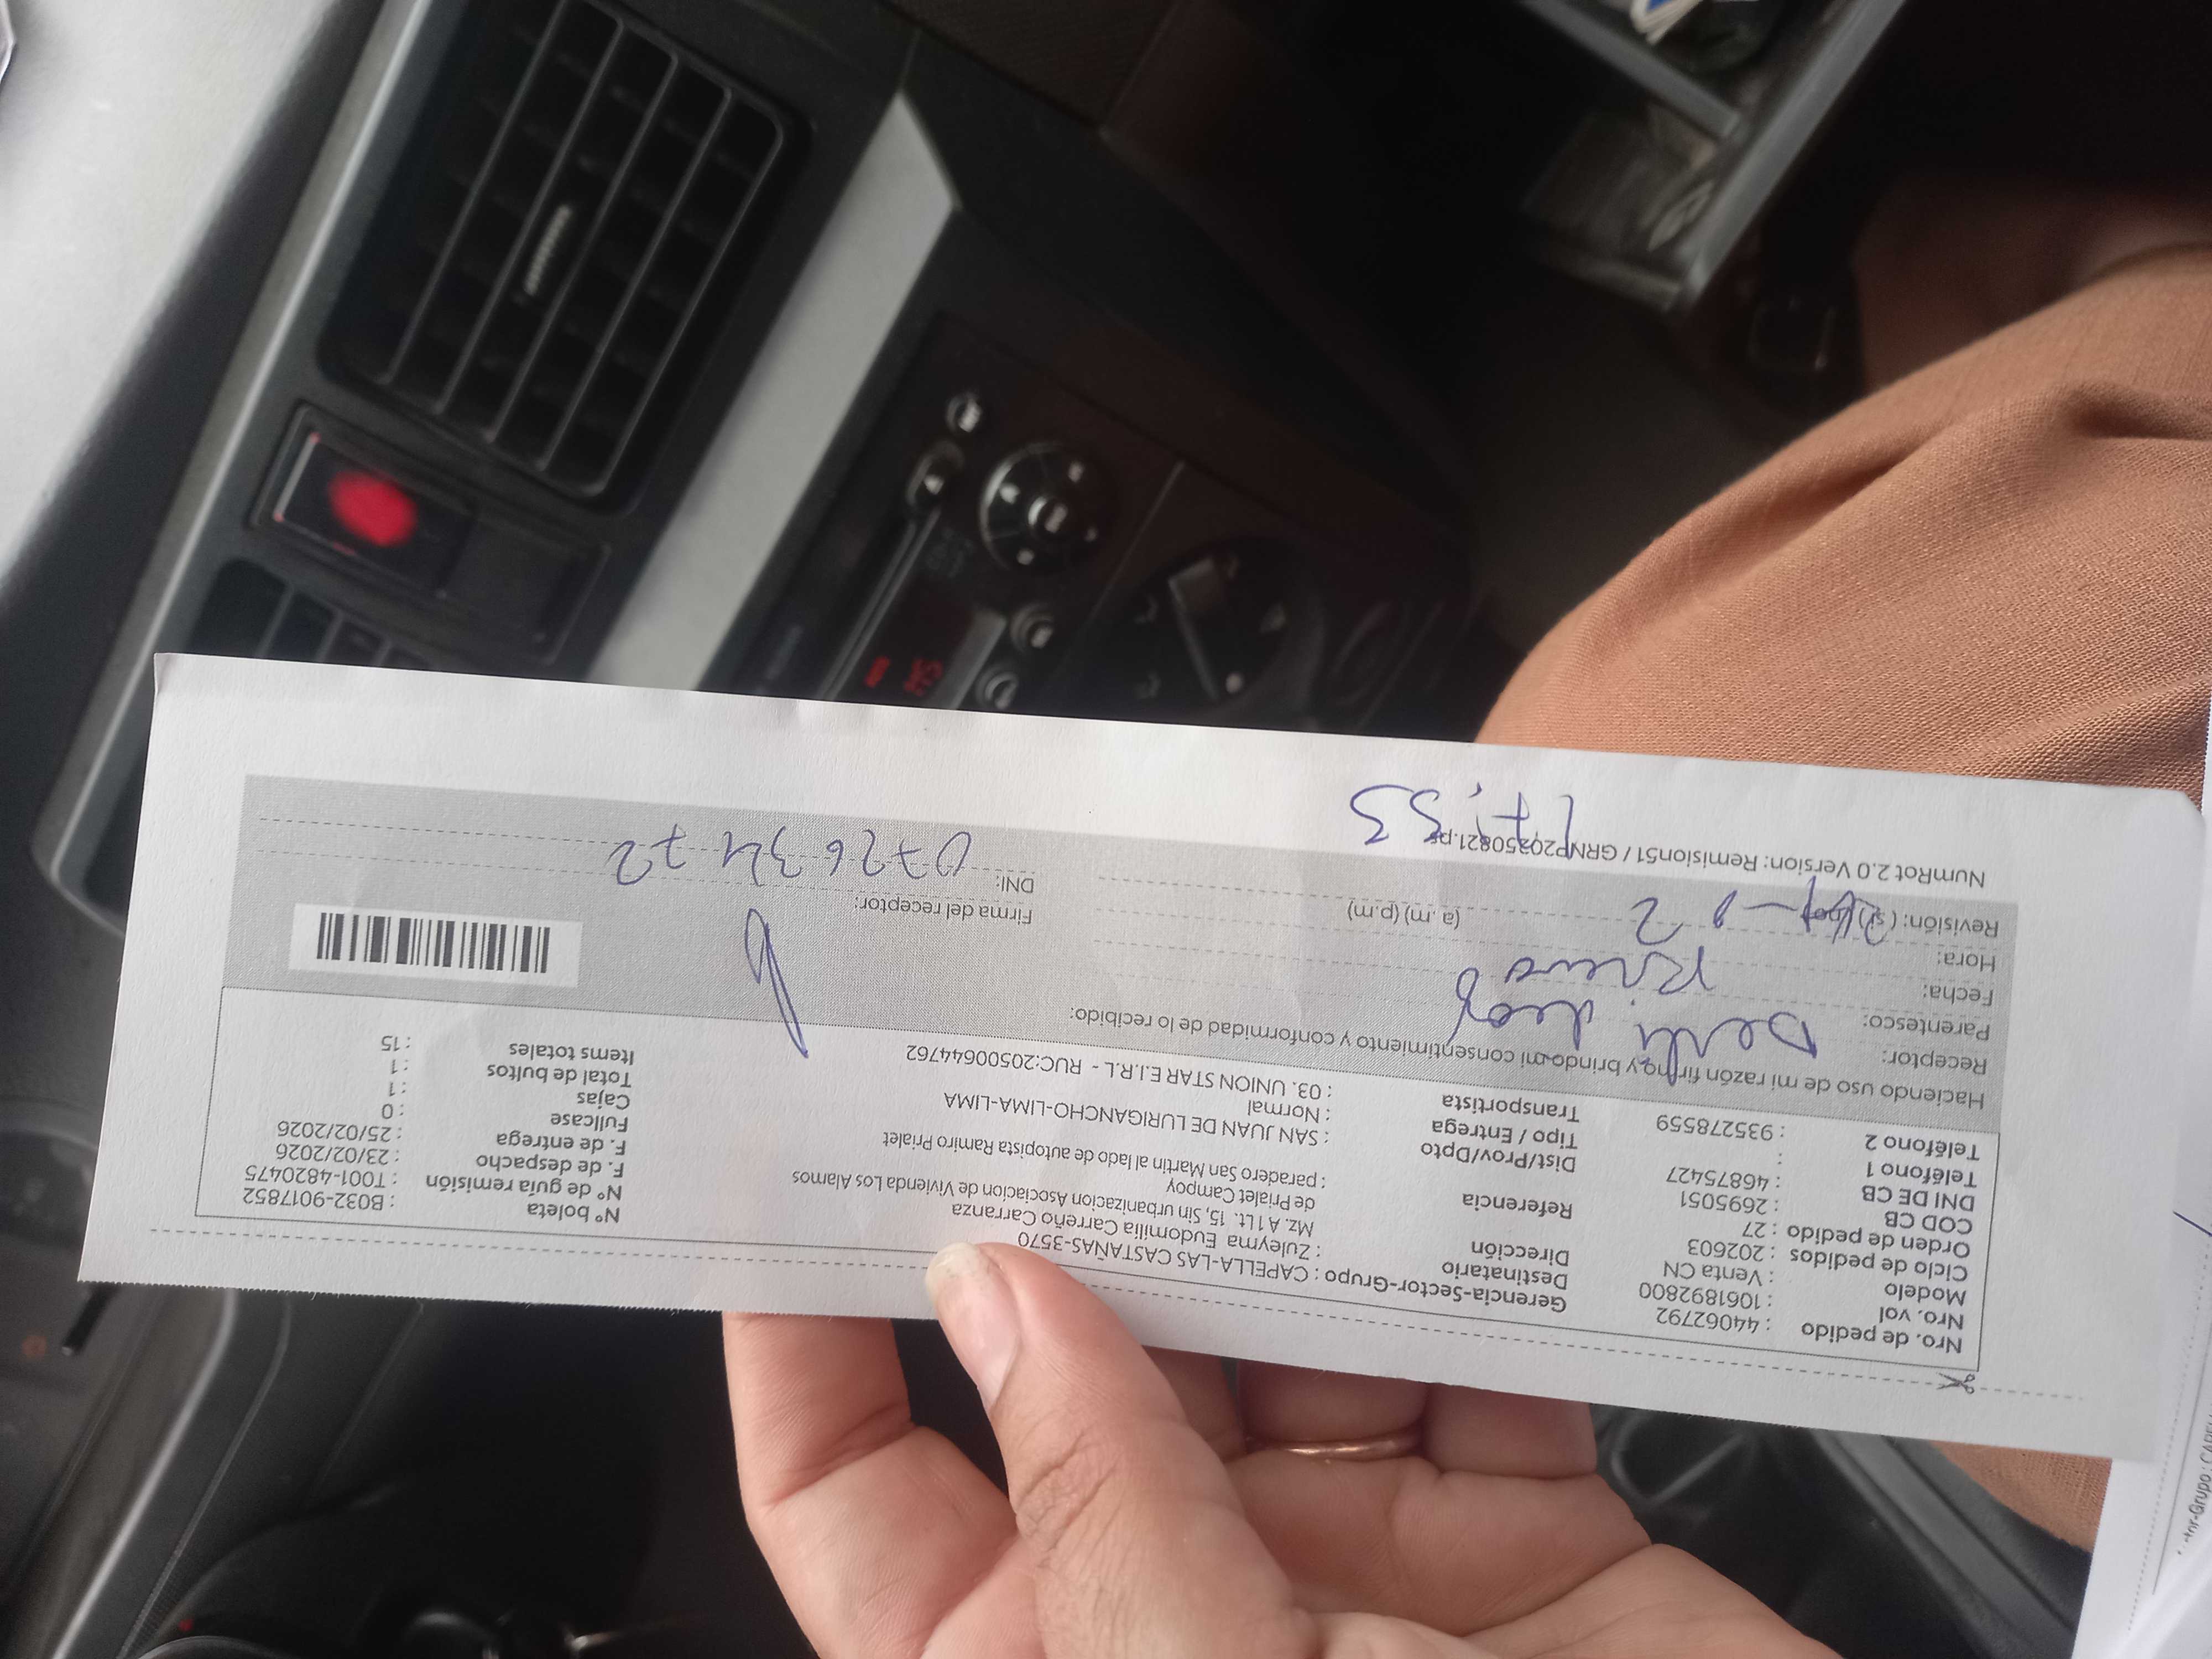 Nro. de pedido : 44062792
Nro. vol : 1061892800
Modelo : Venta CN
Ciclo de pedidos : 202603
Orden de pedido : 27
COD CB : 2695051
DNI DE CB : 46875427
Teléfono 1 :
Teléfono 2 : 935278559
Gerencia-Sector-Grupo : CAPELLA-LAS CASTAÑAS-3570
Destinatario : Zuleyma Eudomilia Carreño Carranza
Dirección Mz. A 1 Lt. 15, Sin urbanizacion Asociacion de Vivienda Los Alamos
de Prialet Campoy
Referencia : paradero San Martin al lado de autopista Ramiro Prialet
Dist/Prov/Dpto : SAN JUAN DE LURIGANCHO-LIMA-LIMA
Tipo / Entrega : Normal
Transportista : 03. UNION STAR E.I.R.L - RUC:20500644762
Nº boleta : B032-9017852
Nº de guía remisión : T001-4820475
F. de despacho : 23/02/2026
F. de entrega : 25/02/2026
Fullcase : 0
Cajas : 1
Total de bultos : 1
Items totales : 15
Haciendo uso de mi razón firmo y brindo mi consentimiento y conformidad de lo recibido:
Receptor:
Parentesco:
Fecha:
Hora:
Revisión: ( si) (no) (a .m) (p.m)
Firma del receptor:
DNI: 07263472
NumRot 2.0 Version: Remision51 / GRNP20250821.
17:53